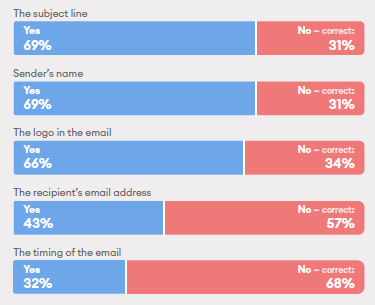 The subject line
Yes No – correct:
69% 31%
Sender's name
Yes No – correct:
69% 31%
The logo in the email
Yes No – correct:
66% 34%
The recipient's email address
Yes No – correct:
43% 57%
The timing of the email
Yes No – correct:
32% 68%